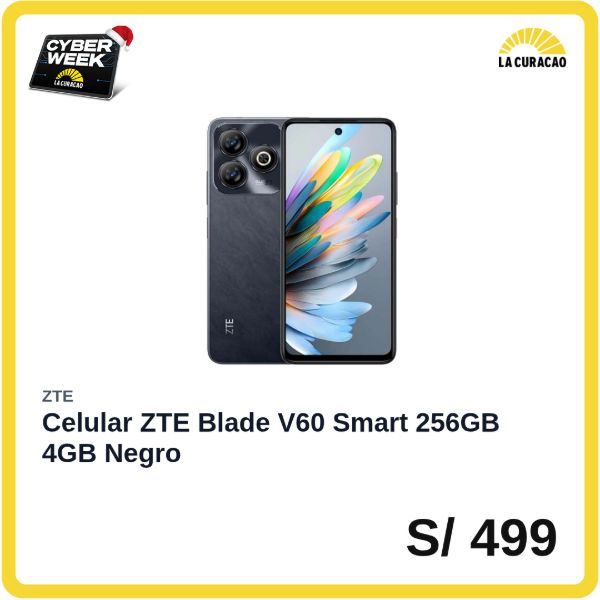 CYBER
WEEK
LA CURACAO
LA CURACAO
ZTE
ZTE
Celular ZTE Blade V60 Smart 256GB
4GB Negro
S/ 499